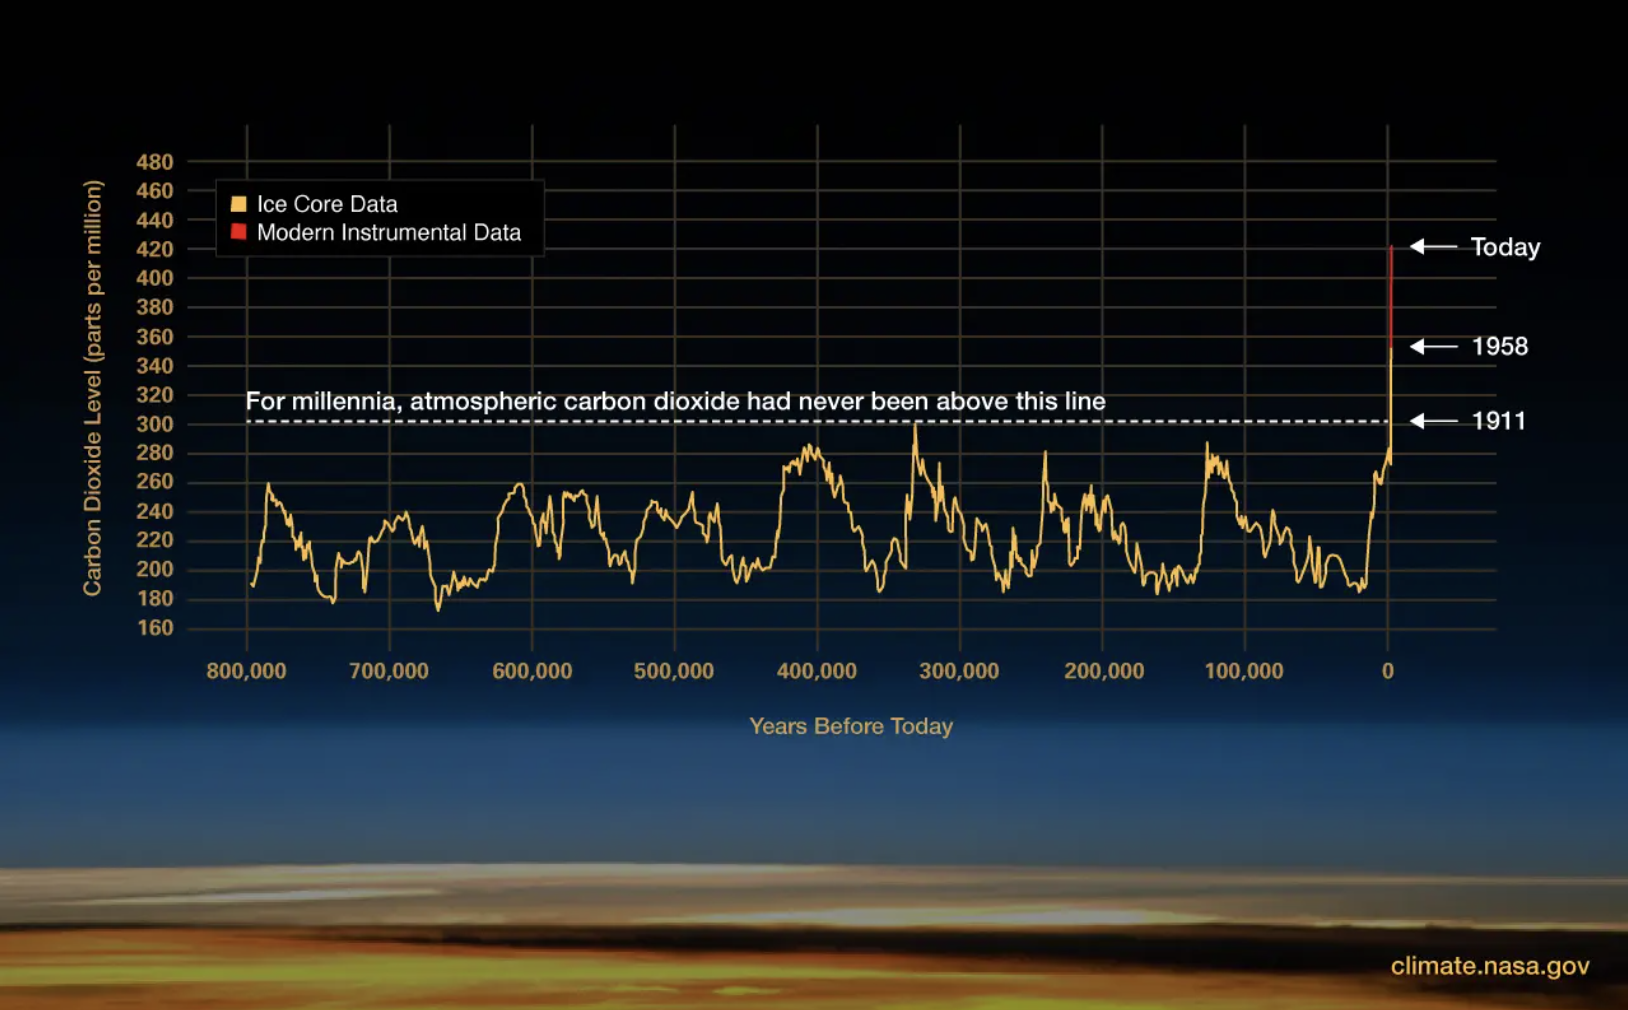 480
460
440
420
400
380
360
340
320
300
280
260
240
220
200
180
160
Carbon Dioxide Level (parts per million)
Ice Core Data
Modern Instrumental Data
Today
1958
For millennia, atmospheric carbon dioxide had never been above this line
1911
800,000 700,000 600,000 500,000 400,000 300,000 200,000 100,000 0
Years Before Today
climate.nasa.gov